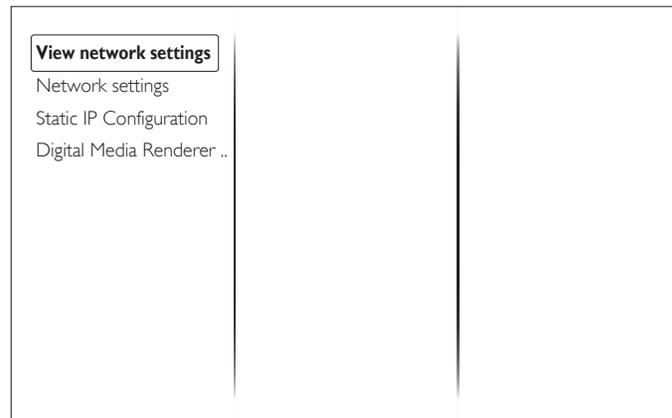 View network settings
Network settings
Static IP Configuration
Digital Media Renderer ..